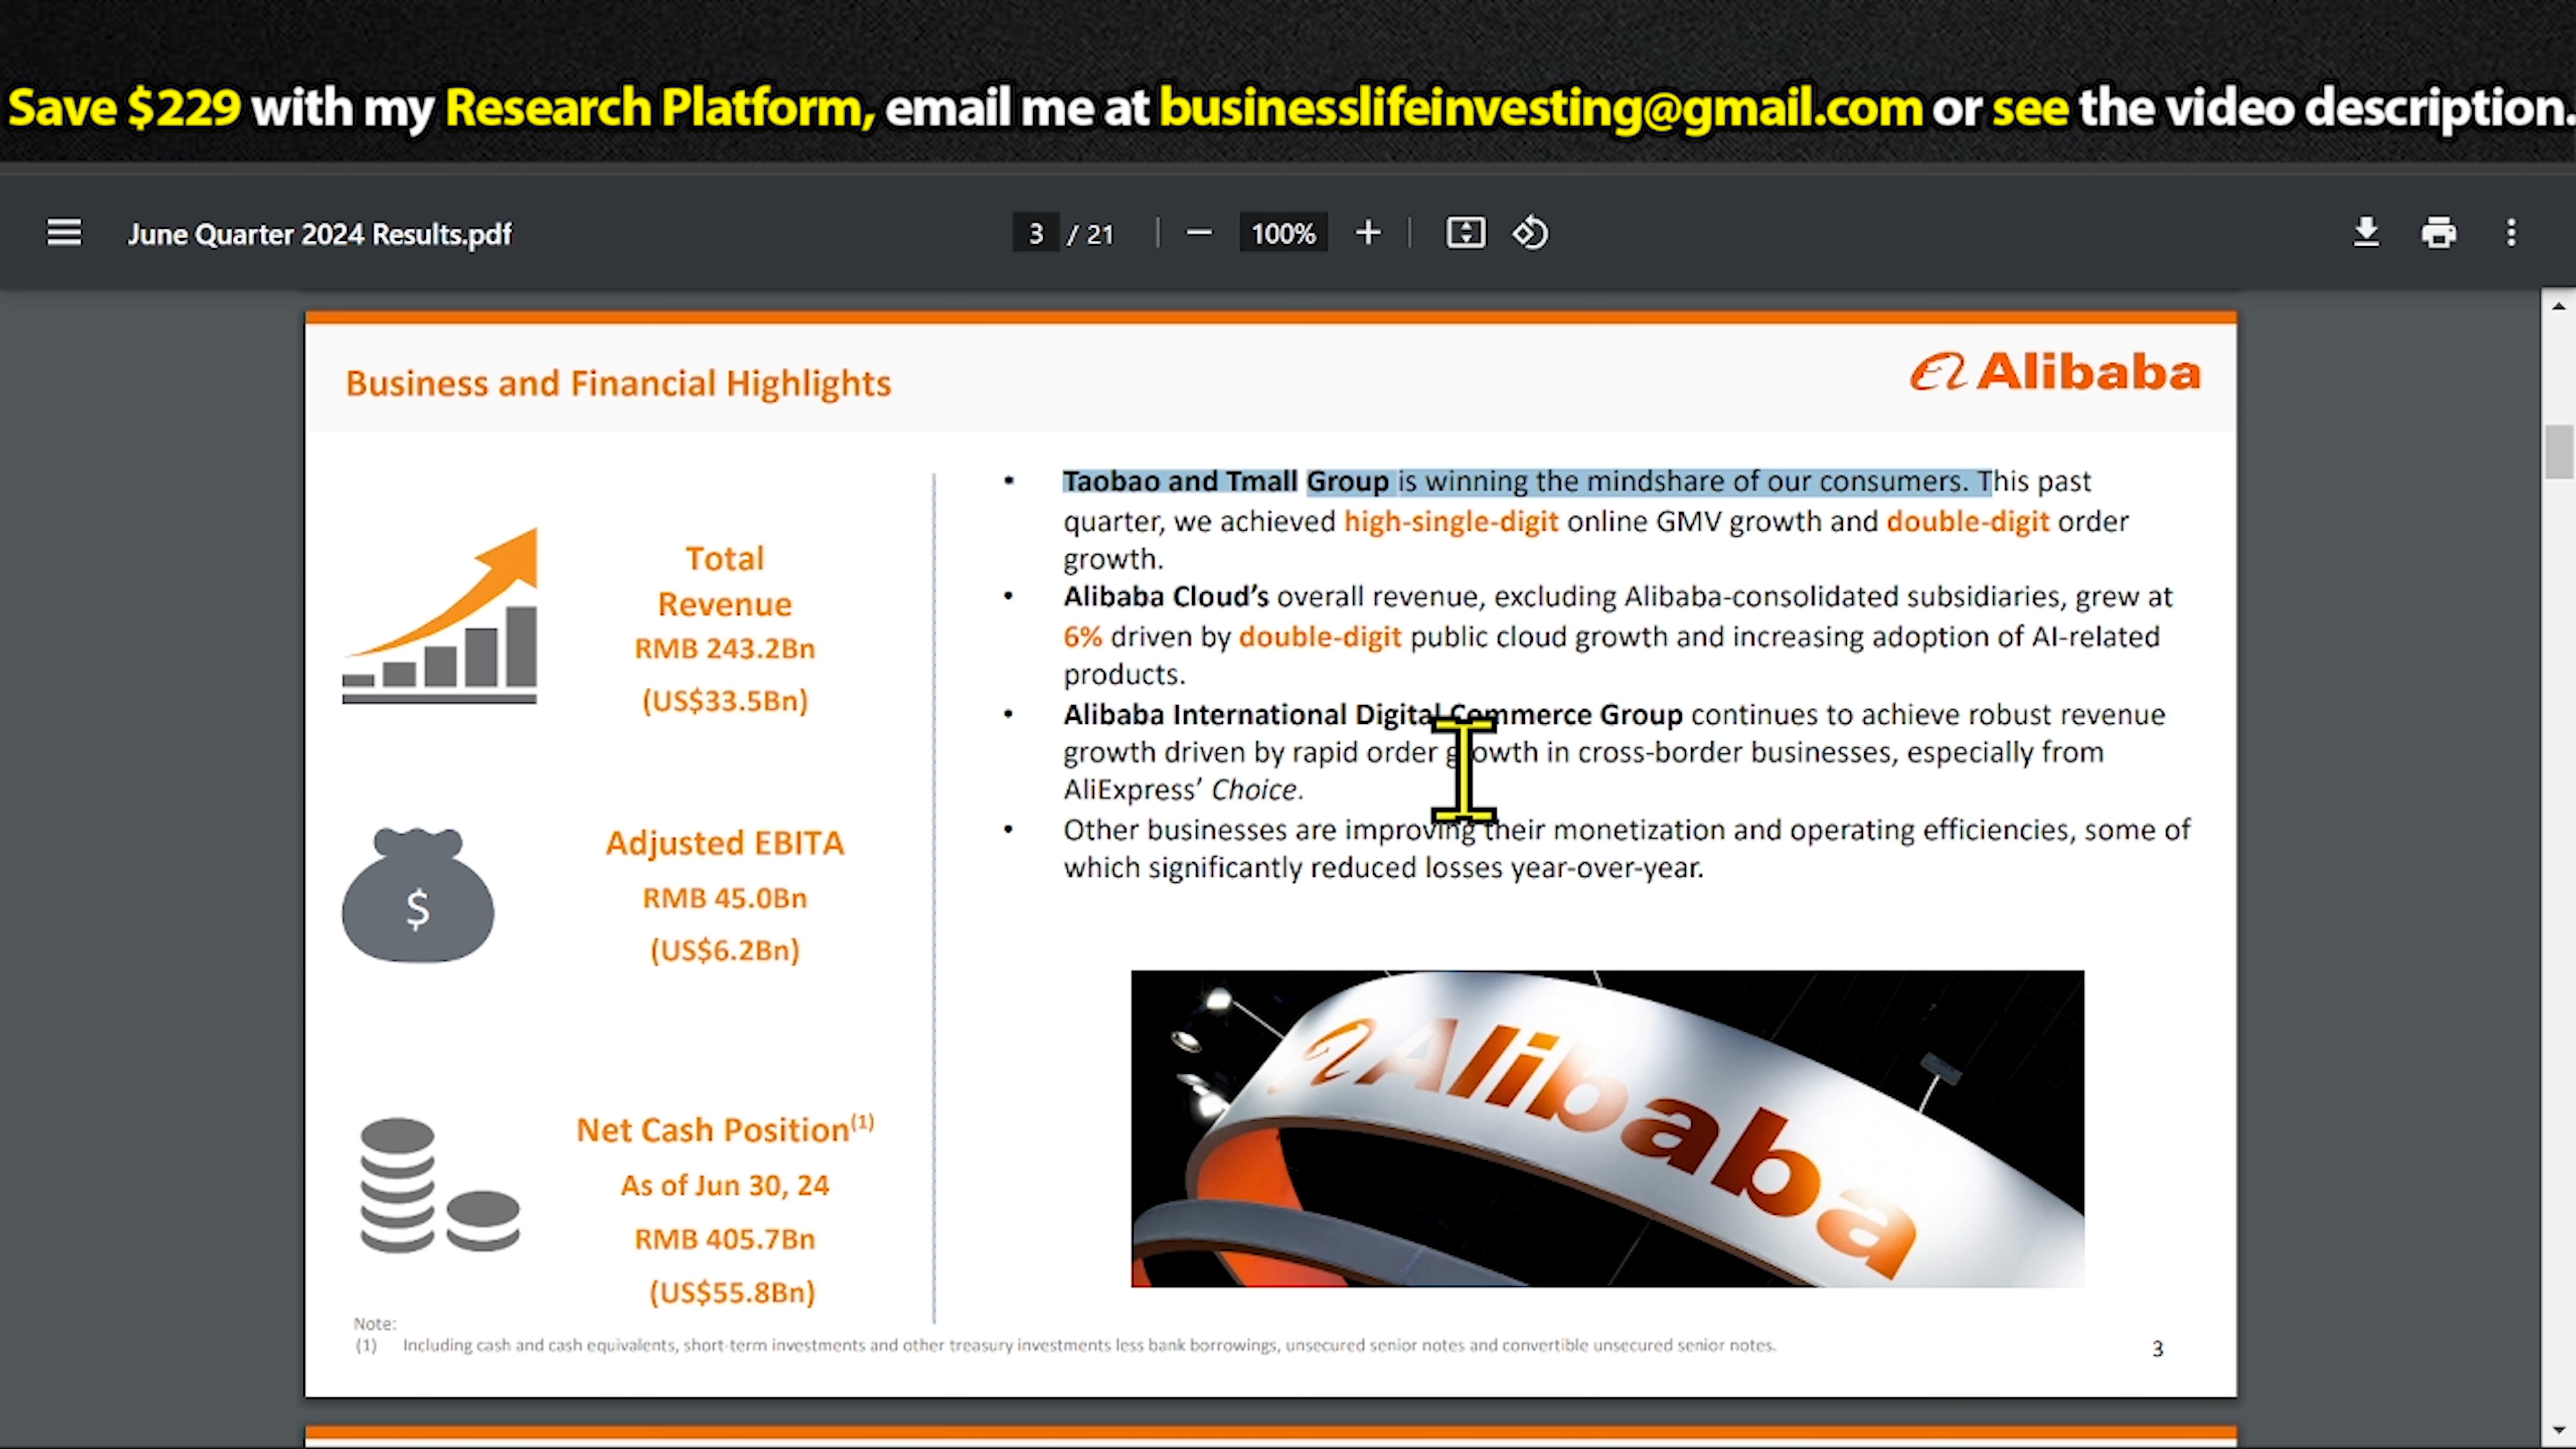 Save $229 with my Research Platform, email me at businesslifeinvesting@gmail.com or see the video description.
June Quarter 2024 Results.pdf
3 / 21
100%
Business and Financial Highlights
Alibaba
Total
Revenue
RMB 243.2Bn
(US$33.5Bn)
Adjusted EBITA
RMB 45.0Bn
(US$6.2Bn)
$
Net Cash Position(1)
As of Jun 30, 24
RMB 405.7Bn
(US$55.8Bn)
• Taobao and Tmall Group is winning the mindshare of our consumers. This past
quarter, we achieved high-single-digit online GMV growth and double-digit order
growth.
• Alibaba Cloud’s overall revenue, excluding Alibaba-consolidated subsidiaries, grew at
6% driven by double-digit public cloud growth and increasing adoption of AI-related
products.
• Alibaba International Digital Commerce Group continues to achieve robust revenue
growth driven by rapid order growth in cross-border businesses, especially from
AliExpress’ Choice.
• Other businesses are improving their monetization and operating efficiencies, some of
which significantly reduced losses year-over-year.
Alibaba
Note:
(1) Including cash and cash equivalents, short-term investments and other treasury investments less bank borrowings, unsecured senior notes and convertible unsecured senior notes.
3